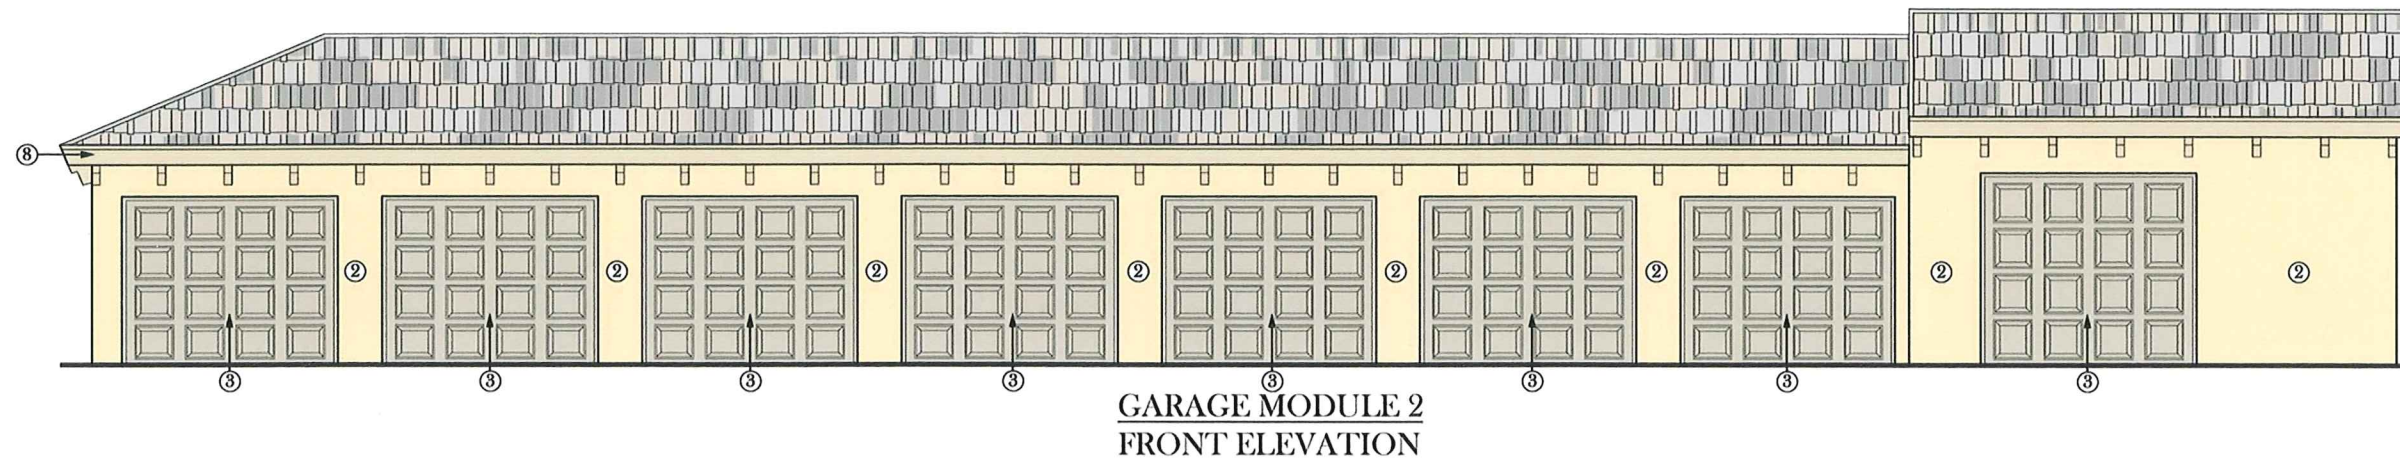 8
2 2 2 2 2 2 2 2
3 3 3 3 3 3 3 3
GARAGE MODULE 2
FRONT ELEVATION